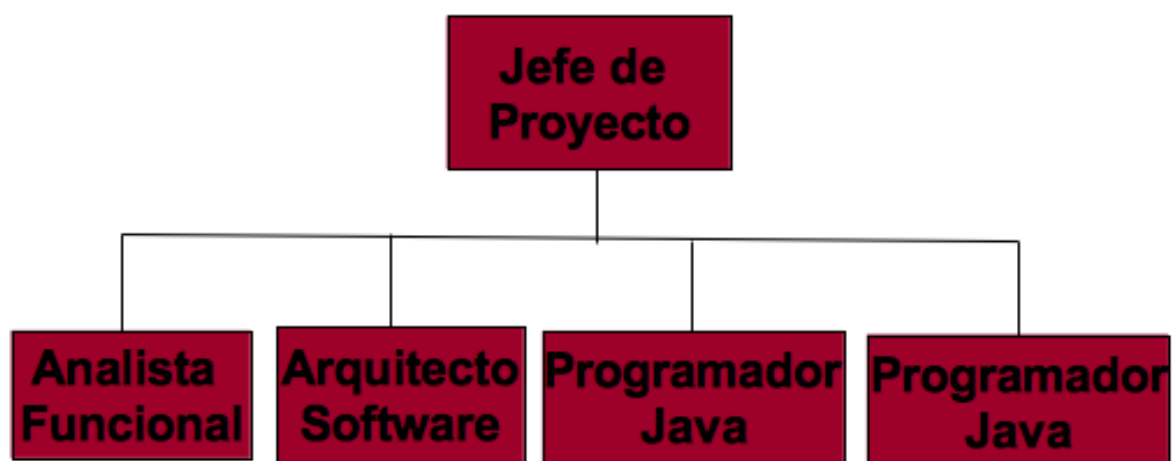 Jefe de
Proyecto
Analista
Funcional
Arquitecto
Software
Programador
Java
Programador
Java